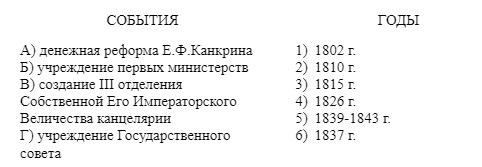 СОБЫТИЯ ГОДЫ
А) денежная реформа Е.Ф.Канкрина 1) 1802 г.
Б) учреждение первых министерств 2) 1810 г.
В) создание III отделения 3) 1815 г.
Собственной Его Императорского 4) 1826 г.
Величества канцелярии 5) 1839-1843 г.
Г) учреждение Государственного 6) 1837 г.
совета